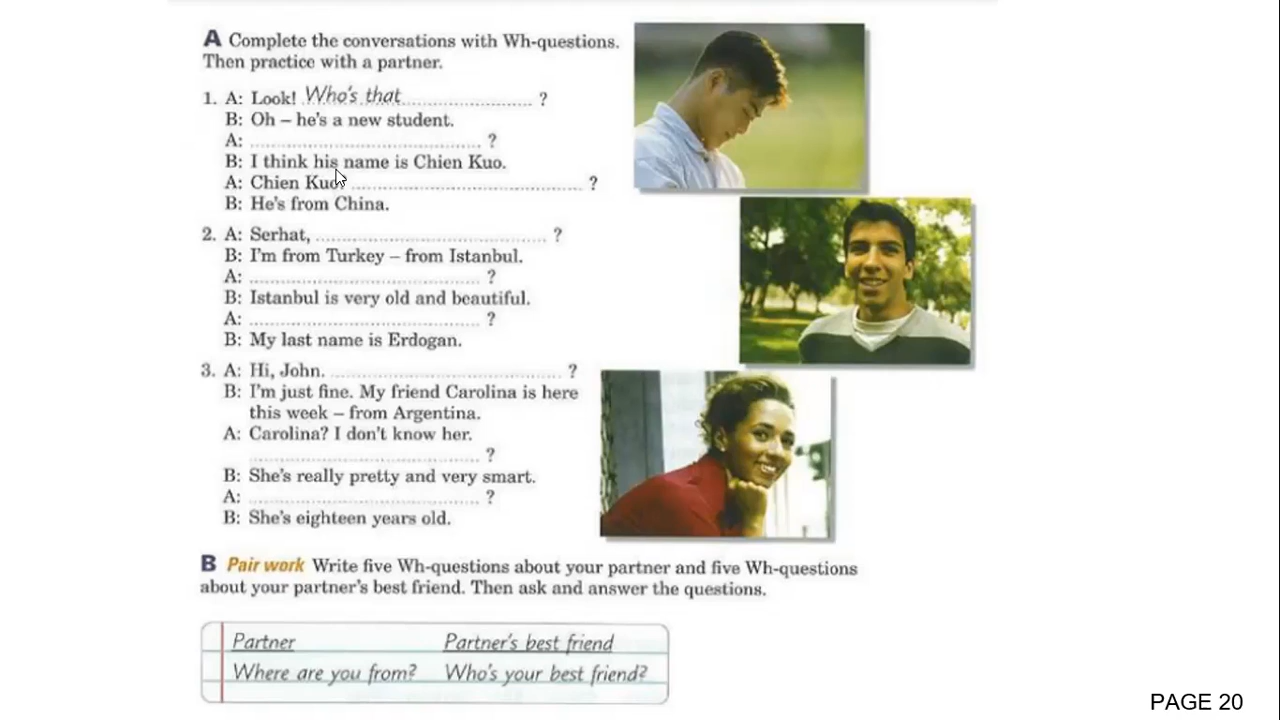 A Complete the conversations with Wh-questions.
Then practice with a partner.
1. A: Look! Who's that ............................ ?
B: Oh – he's a new student.
A: ................................................ ?
B: I think his name is Chien Kuo.
A: Chien Kuo? ................................................ ?
B: He's from China.
2. A: Serhat, ................................................ ?
B: I'm from Turkey – from Istanbul.
A: ................................................ ?
B: Istanbul is very old and beautiful.
A: ................................................ ?
B: My last name is Erdogan.
3. A: Hi, John. ................................................ ?
B: I'm just fine. My friend Carolina is here
this week – from Argentina.
A: Carolina? I don't know her.
................................................ ?
B: She's really pretty and very smart.
A: ................................................ ?
B: She's eighteen years old.
B Pair work Write five Wh-questions about your partner and five Wh-questions
about your partner's best friend. Then ask and answer the questions.
Partner Partner's best friend
Where are you from? Who's your best friend?
PAGE 20